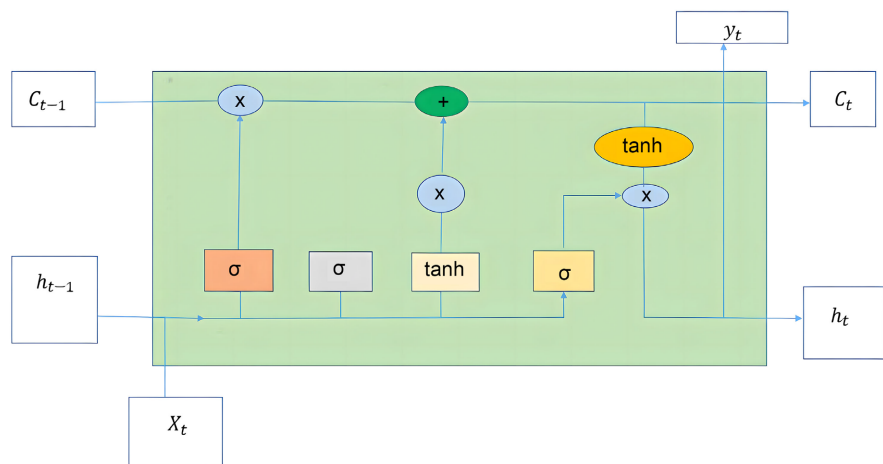 y_t
C_{t-1}
x
+
C_t
tanh
x
x
h_{t-1}
σ
σ
tanh
σ
h_t
X_t